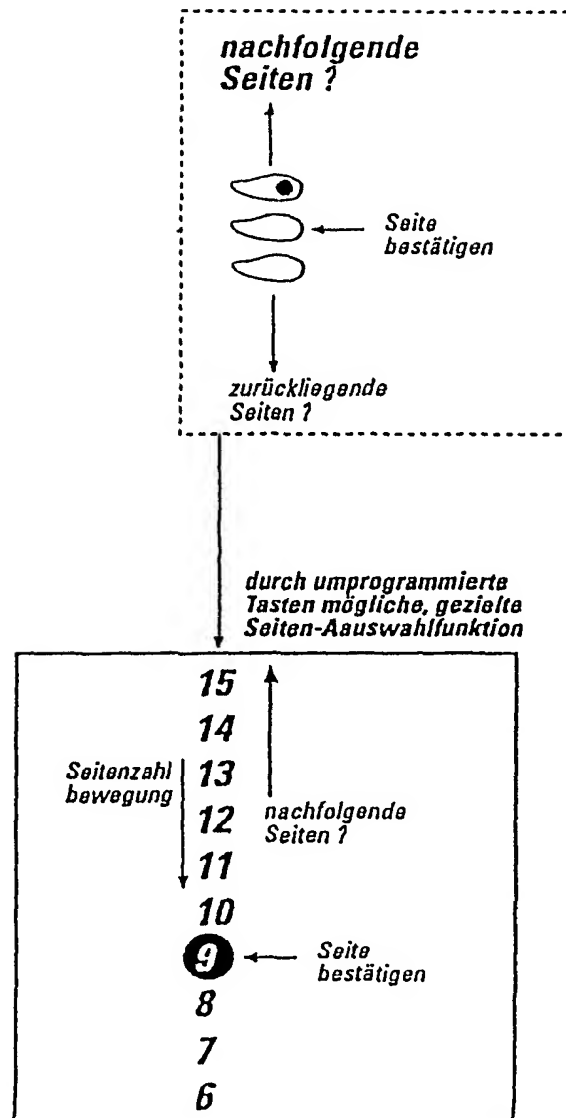 nachfolgende
Seiten ?
Seite
bestätigen
zurückliegende
Seiten ?
durch umprogrammierte
Tasten mögliche, gezielte
Seiten-Aauswahlfunktion
15
14
Seitenzahl
bewegung
13
12
nachfolgende
Seiten ?
11
10
9
Seite
bestätigen
8
7
6